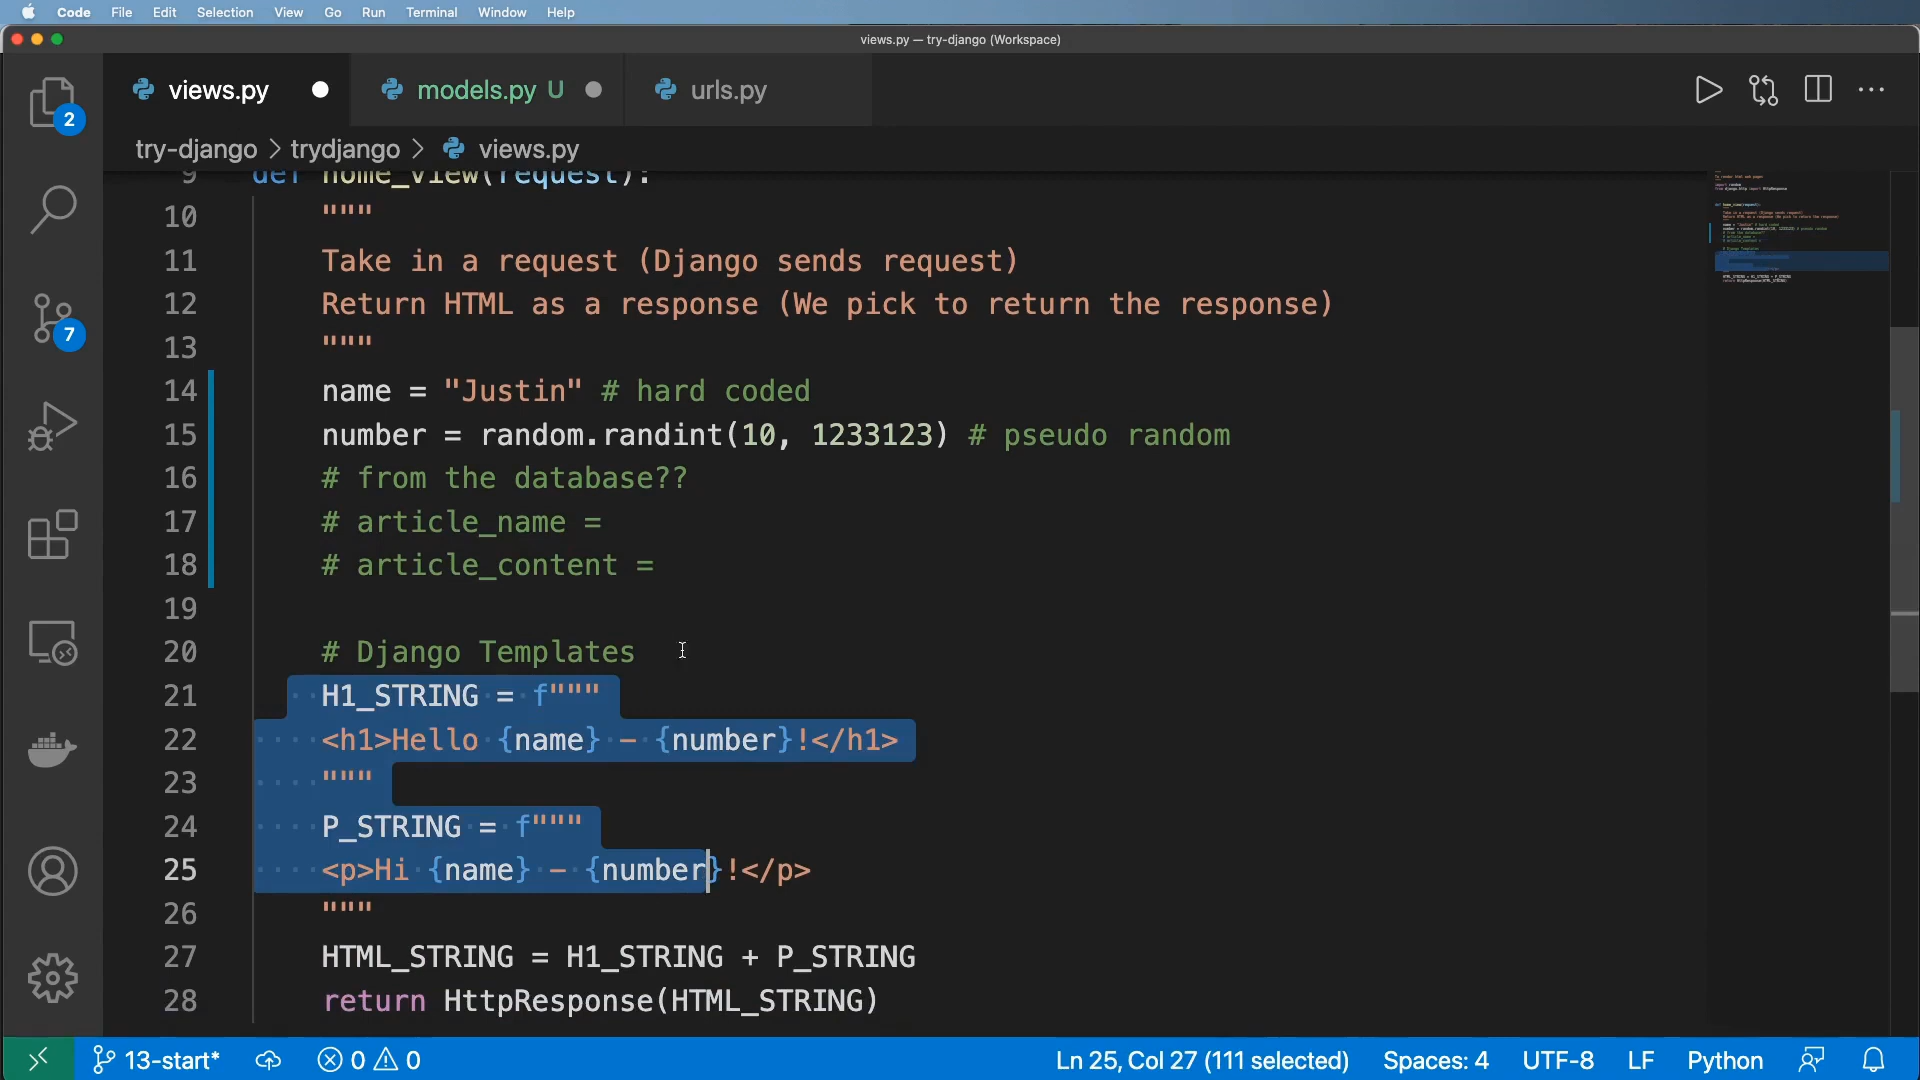 Code File Edit Selection View Go Run Terminal Window Help
views.py — try-django (Workspace)
views.py models.py U urls.py
try-django > trydjango > views.py
9 def home_view(request):
10 """
11 Take in a request (Django sends request)
12 Return HTML as a response (We pick to return the response)
13 """
14 name = "Justin" # hard coded
15 number = random.randint(10, 1233123) # pseudo random
16 # from the database??
17 # article_name =
18 # article_content =
19
20 # Django Templates
21 H1_STRING = f"""
22 <h1>Hello {name} - {number}!</h1>
23 """
24 P_STRING = f"""
25 <p>Hi {name} - {number}!</p>
26 """
27 HTML_STRING = H1_STRING + P_STRING
28 return HttpResponse(HTML_STRING)
2
7
13-start* 0 0 Ln 25, Col 27 (111 selected) Spaces: 4 UTF-8 LF Python